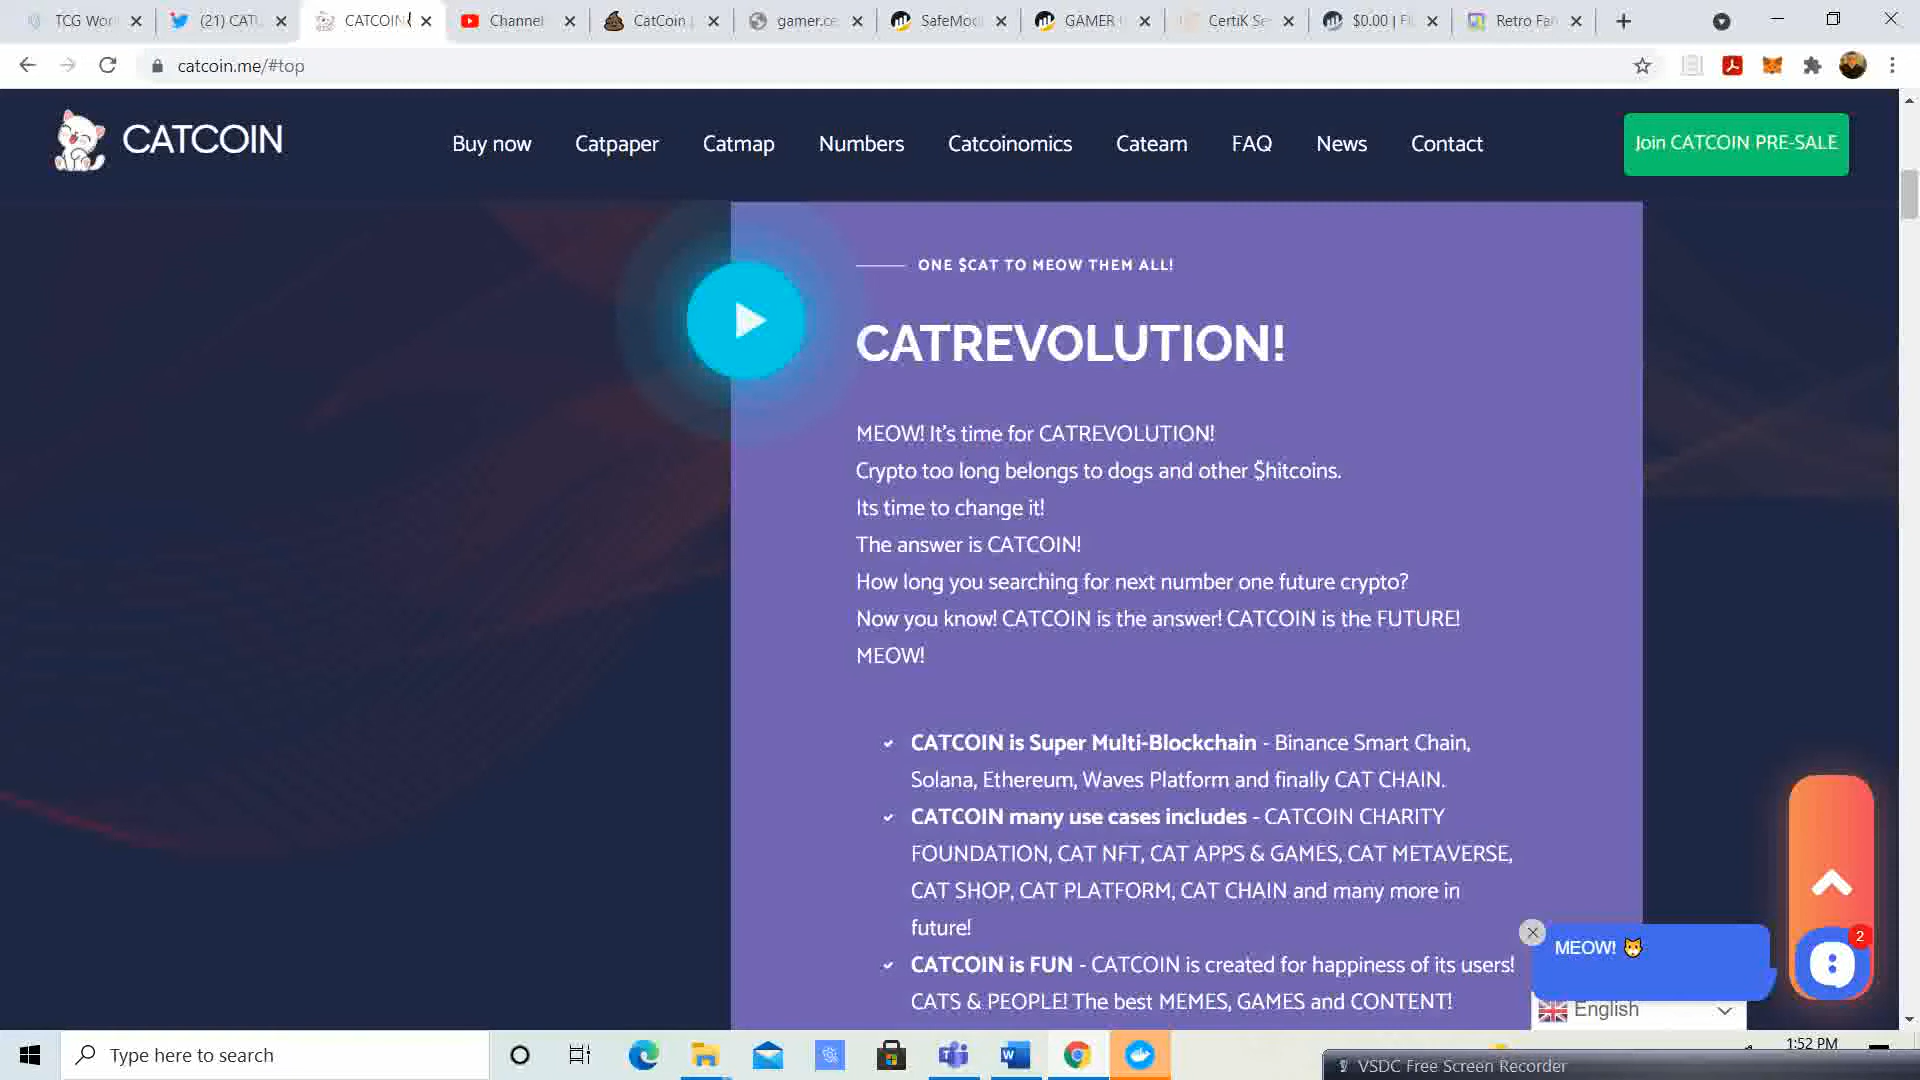 TCG Wor
(21) CAT
CATCOIN
Channel
CatCoin
gamer.ce
SafeMoo
GAMER
CertiK Se
$0.00 | F
Retro Fa
catcoin.me/#top
CATCOIN
Buy now
Catpaper
Catmap
Numbers
Catcoinomics
Cateam
FAQ
News
Contact
Join CATCOIN PRE-SALE
ONE $CAT TO MEOW THEM ALL!
CATREVOLUTION!
MEOW! It's time for CATREVOLUTION!
Crypto too long belongs to dogs and other $hitcoins.
Its time to change it!
The answer is CATCOIN!
How long you searching for next number one future crypto?
Now you know! CATCOIN is the answer! CATCOIN is the FUTURE!
MEOW!
CATCOIN is Super Multi-Blockchain - Binance Smart Chain,
Solana, Ethereum, Waves Platform and finally CAT CHAIN.
CATCOIN many use cases includes - CATCOIN CHARITY
FOUNDATION, CAT NFT, CAT APPS & GAMES, CAT METAVERSE,
CAT SHOP, CAT PLATFORM, CAT CHAIN and many more in
future!
CATCOIN is FUN - CATCOIN is created for happiness of its users!
CATS & PEOPLE! The best MEMES, GAMES and CONTENT!
MEOW! 🐱
2
English
Type here to search
1:52 PM
VSDC Free Screen Recorder